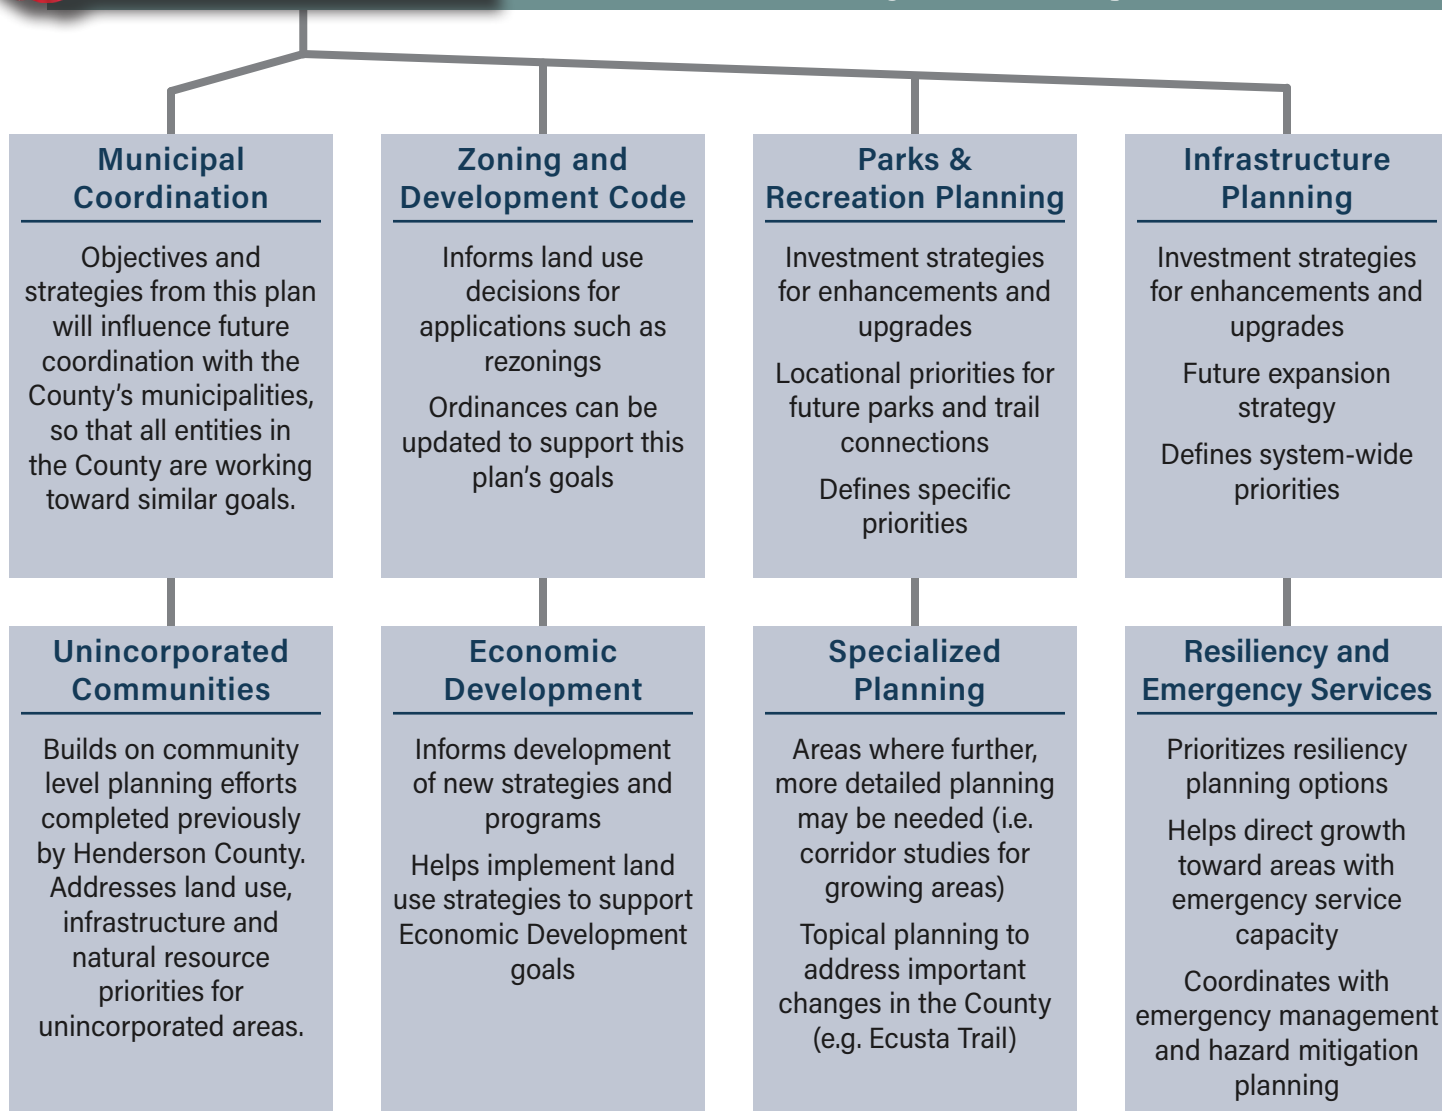 Municipal
Coordination
Objectives and
strategies from this plan
will influence future
coordination with the
County's municipalities,
so that all entities in
the County are working
toward similar goals.
Zoning and
Development Code
Informs land use
decisions for
applications such as
rezonings
Ordinances can be
updated to support this
plan's goals
Parks &
Recreation Planning
Investment strategies
for enhancements and
upgrades
Locational priorities for
future parks and trail
connections
Defines specific
priorities
Infrastructure
Planning
Investment strategies
for enhancements and
upgrades
Future expansion
strategy
Defines system-wide
priorities
Unincorporated
Communities
Builds on community
level planning efforts
completed previously
by Henderson County.
Addresses land use,
infrastructure and
natural resource
priorities for
unincorporated areas.
Economic
Development
Informs development
of new strategies and
programs
Helps implement land
use strategies to support
Economic Development
goals
Specialized
Planning
Areas where further,
more detailed planning
may be needed (i.e.
corridor studies for
growing areas)
Topical planning to
address important
changes in the County
(e.g. Ecusta Trail)
Resiliency and
Emergency Services
Prioritizes resiliency
planning options
Helps direct growth
toward areas with
emergency service
capacity
Coordinates with
emergency management
and hazard mitigation
planning